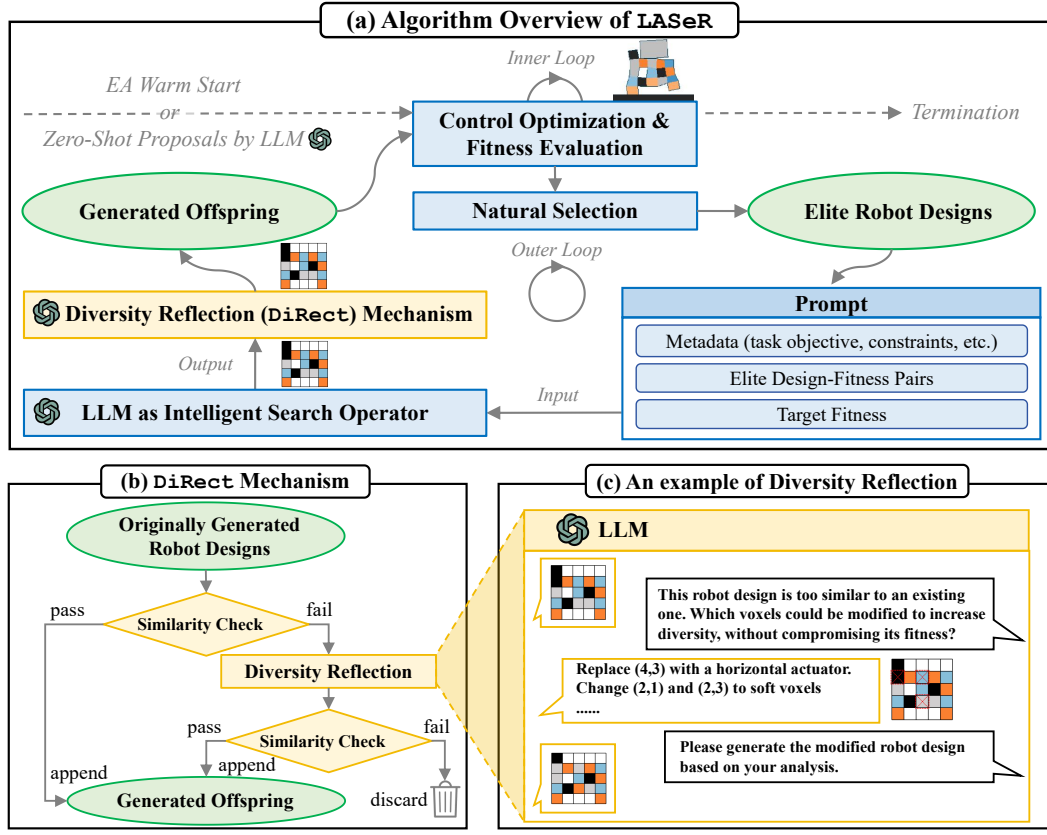 (a) Algorithm Overview of LASeR
Inner Loop
EA Warm Start
or
Zero-Shot Proposals by LLM
Control Optimization &
Fitness Evaluation
Termination
Generated Offspring
Natural Selection
Elite Robot Designs
Outer Loop
Diversity Reflection (DiRect) Mechanism
Prompt
Metadata (task objective, constraints, etc.)
Elite Design-Fitness Pairs
Target Fitness
Output
LLM as Intelligent Search Operator
Input
(b) DiRect Mechanism
Originally Generated
Robot Designs
pass
Similarity Check
fail
Diversity Reflection
pass
Similarity Check
fail
append
append
Generated Offspring
discard
(c) An example of Diversity Reflection
LLM
This robot design is too similar to an existing
one. Which voxels could be modified to increase
diversity, without compromising its fitness?
Replace (4,3) with a horizontal actuator.
Change (2,1) and (2,3) to soft voxels
......
Please generate the modified robot design
based on your analysis.